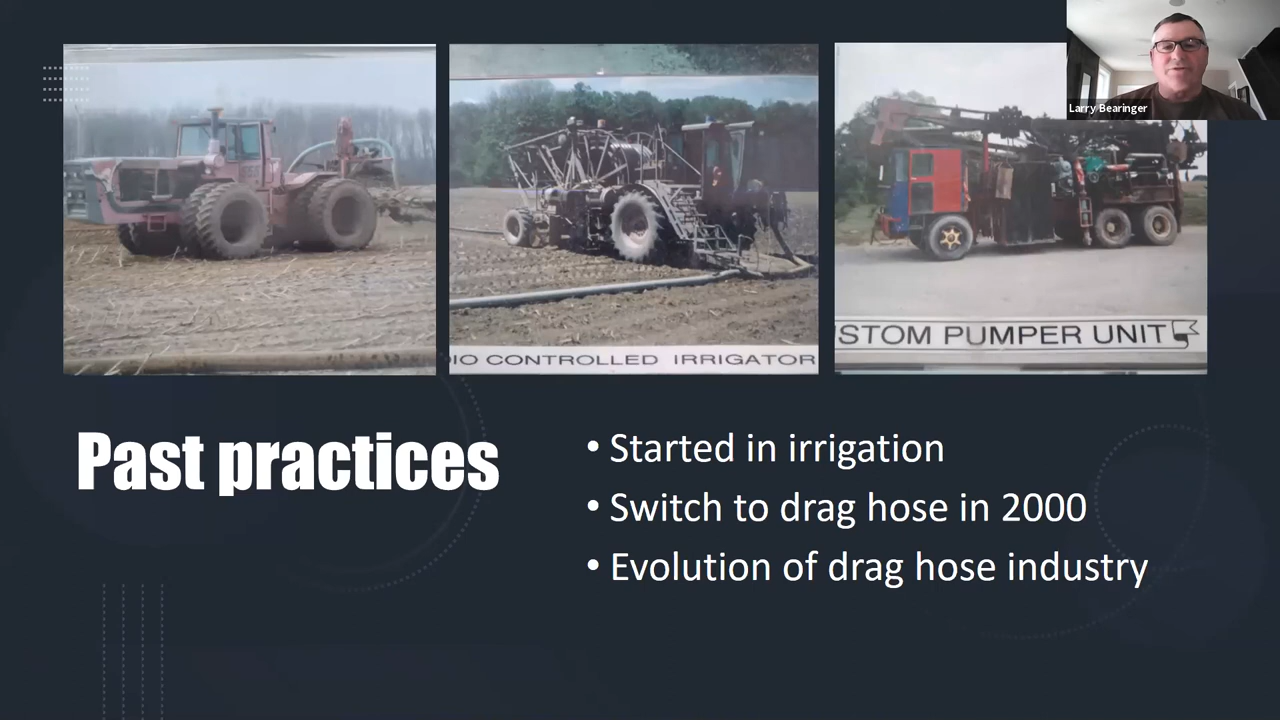 Larry Bearinger
IO CONTROLLED IRRIGATOR
STOM PUMPER UNIT
Past practices
• Started in irrigation
• Switch to drag hose in 2000
• Evolution of drag hose industry